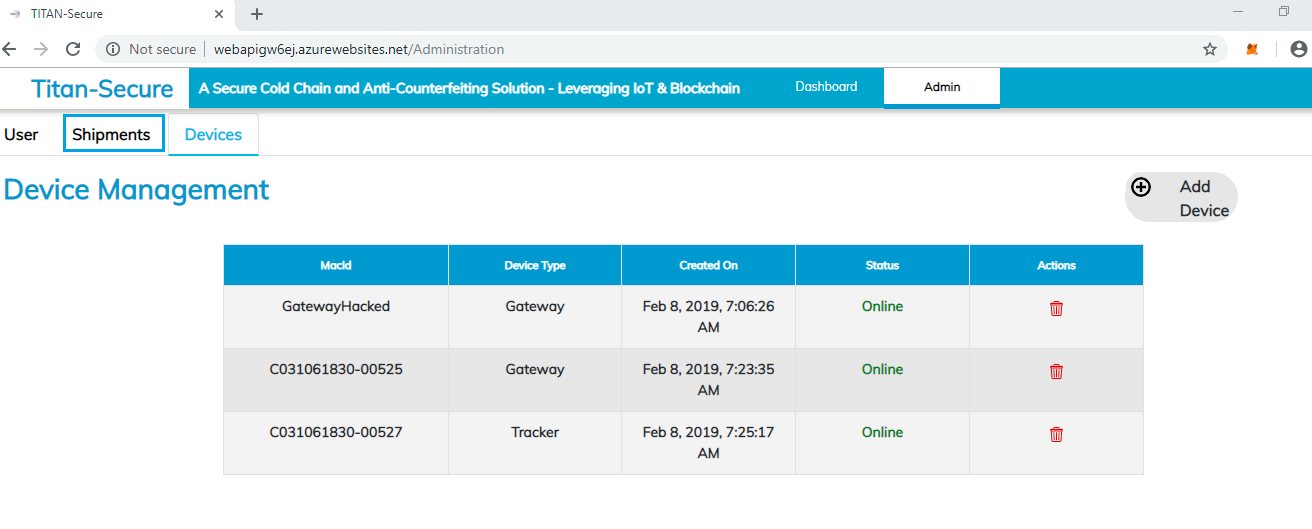 TITAN-Secure
Not secure | webapigw6ej.azurewebsites.net/Administration
Titan-Secure
A Secure Cold Chain and Anti-Counterfeiting Solution - Leveraging IoT & Blockchain
Dashboard
Admin
User
Shipments
Devices
Device Management
Add
Device
MacId Device Type Created On Status Actions
GatewayHacked Gateway Feb 8, 2019, 7:06:26 Online
AM
C031061830-00525 Gateway Feb 8, 2019, 7:23:35 Online
AM
C031061830-00527 Tracker Feb 8, 2019, 7:25:17 Online
AM